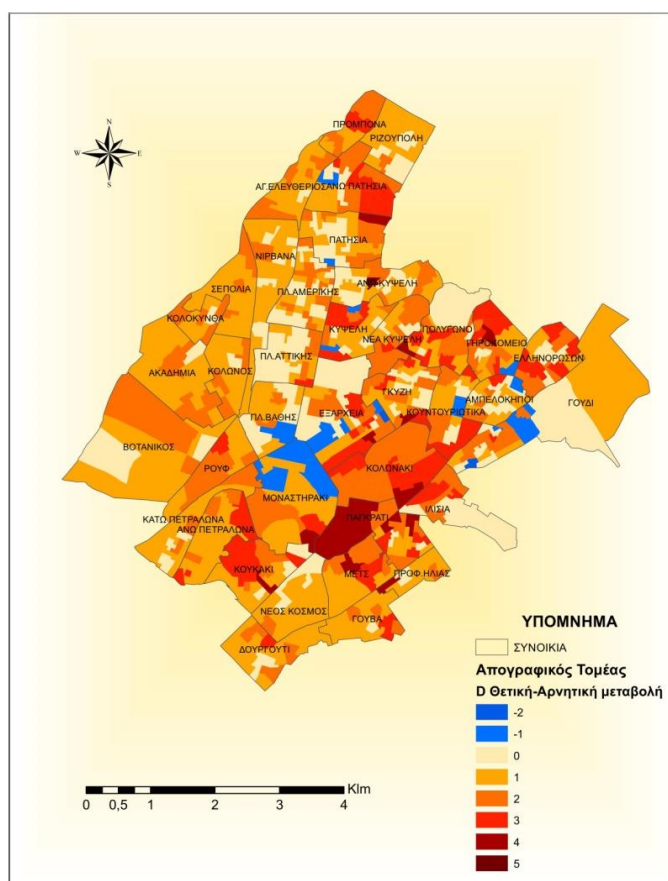 N
W
E
S
ΠΡΟΜΠΟΝΑ
ΡΙΖΟΥΠΟΛΗ
ΑΓ.ΕΛΕΥΘΕΡΙΟΣ ΑΝΩ ΠΑΤΗΣΙΑ
ΠΑΤΗΣΙΑ
ΝΙΡΒΑΝΑ
ΣΕΠΟΛΙΑ
ΠΛ.ΑΜΕΡΙΚΗΣ
ΑΝΩ ΚΥΨΕΛΗ
ΚΟΛΟΚΥΝΘΑ
ΚΥΨΕΛΗ
ΝΕΑ ΚΥΨΕΛΗ
ΠΟΛΥΓΩΝΟ
ΓΗΡΟΚΟΜΕΙΟ
ΕΛΛΗΝΟΡΩΣΩΝ
ΠΛ.ΑΤΤΙΚΗΣ
ΑΚΑΔΗΜΙΑ
ΚΟΛΩΝΟΣ
ΓΚΥΖΗ
ΑΜΠΕΛΟΚΗΠΟΙ
ΓΟΥΔΙ
ΠΛ.ΒΑΘΗΣ
ΕΞΑΡΧΕΙΑ
ΚΟΥΝΤΟΥΡΙΩΤΙΚΑ
ΒΟΤΑΝΙΚΟΣ
ΡΟΥΦ
ΚΟΛΩΝΑΚΙ
ΜΟΝΑΣΤΗΡΑΚΙ
ΙΛΙΣΙΑ
ΚΑΤΩ ΠΕΤΡΑΛΩΝΑ
ΠΑΓΚΡΑΤΙ
ΑΝΩ ΠΕΤΡΑΛΩΝΑ
ΚΟΥΚΑΚΙ
ΜΕΤΣ
ΠΡΟΦ.ΗΛΙΑΣ
ΝΕΟΣ ΚΟΣΜΟΣ
ΓΟΥΒΑ
ΔΟΥΡΓΟΥΤΙ
ΥΠΟΜΝΗΜΑ
ΣΥΝΟΙΚΙΑ
Απογραφικός Τομέας
D Θετική-Αρνητική μεταβολή
-2
-1
0
1
2
3
4
5
Klm
0 0,5 1 2 3 4